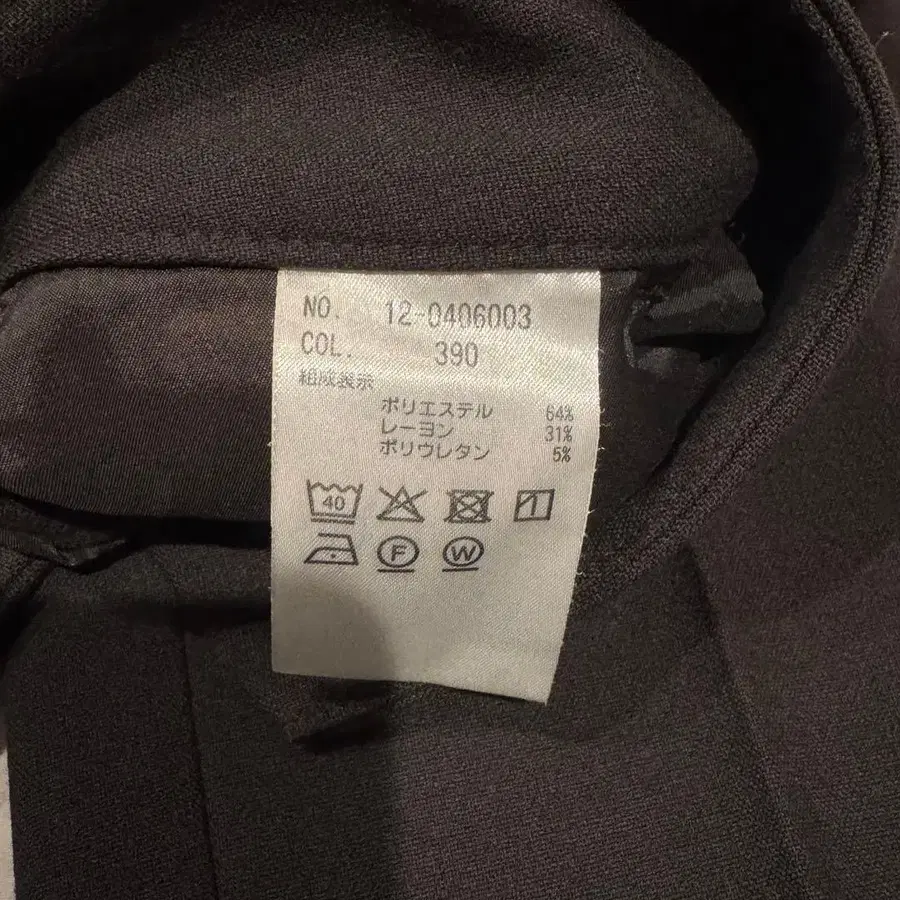 NO. 12-0406003
COL. 390
組成表示
ポリエステル 64%
レーヨン 31%
ポリウレタン 5%
40
F W